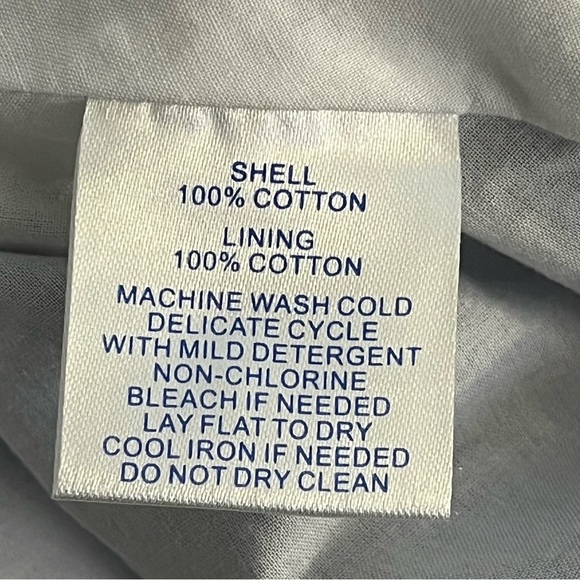 SHELL
100% COTTON
LINING
100% COTTON
MACHINE WASH COLD
DELICATE CYCLE
WITH MILD DETERGENT
NON-CHLORINE
BLEACH IF NEEDED
LAY FLAT TO DRY
COOL IRON IF NEEDED
DO NOT DRY CLEAN